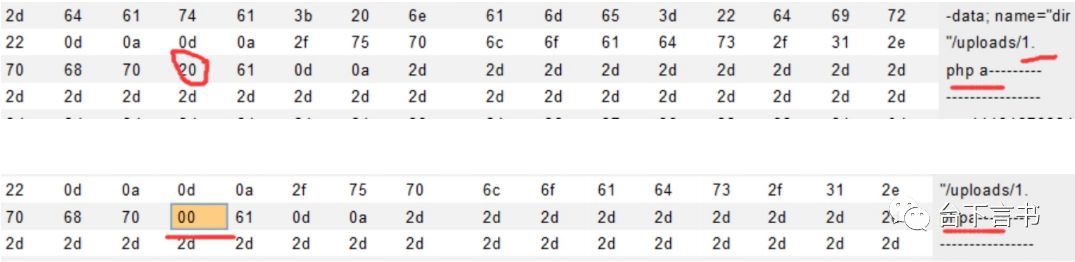 2d 64 61 74 61 3b 20 6e 61 6d 65 3d 22 64 69 72 -data; name="dir
22 0d 0a 0d 0a 2f 75 70 6c 6f 61 64 73 2f 31 2e "/uploads/1.
70 68 70 20 61 0d 0a 2d 2d 2d 2d 2d 2d 2d 2d 2d php a---------
2d 2d 2d 2d 2d 2d 2d 2d 2d 2d 2d 2d 2d 2d 2d 2d ----------------
22 0d 0a 0d 0a 2f 75 70 6c 6f 61 64 73 2f 31 2e "/uploads/1.
70 68 70 00 61 0d 0a 2d 2d 2d 2d 2d 2d 2d 2d 2d phpa---------
2d 2d 2d 2d 2d 2d 2d 2d 2d 2d 2d 2d 2d 2d 2d 2d ----------------
台下言书